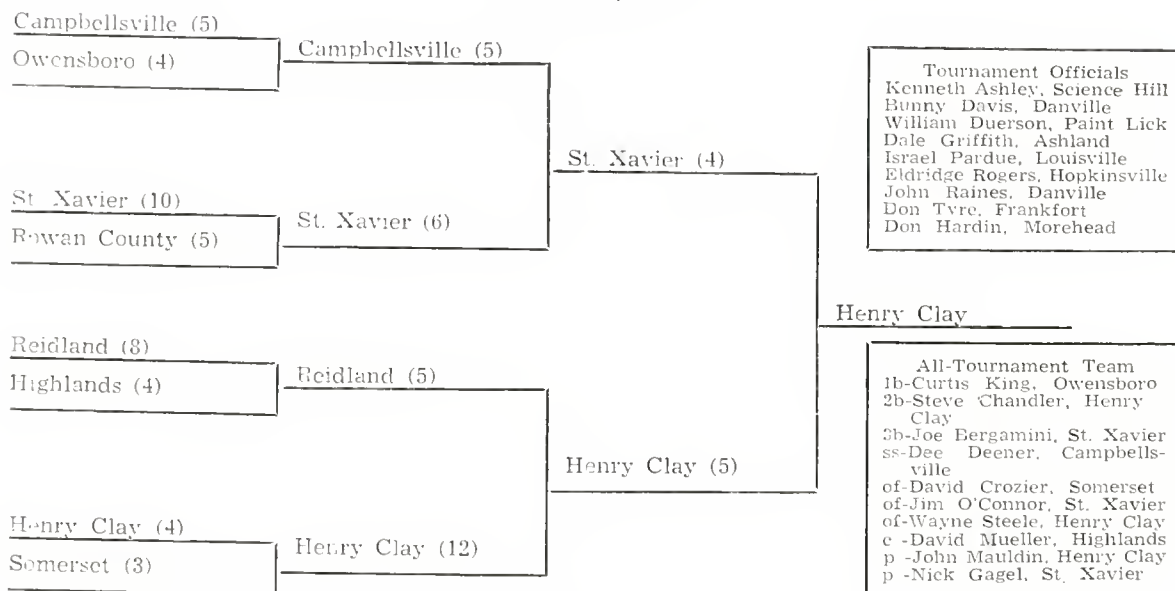 Campbellsville (5)
Owensboro (4)
Campbellsville (5)
St. Xavier (10)
Rowan County (5)
St. Xavier (6)
St. Xavier (4)
Reidland (8)
Highlands (4)
Reidland (5)
Henry Clay (4)
Somerset (3)
Henry Clay (12)
Henry Clay (5)
Henry Clay
Tournament Officials
Kenneth Ashley, Science Hill
Bunny Davis, Danville
William Duerson, Paint Lick
Dale Griffith, Ashland
Israel Pardue, Louisville
Eldridge Rogers, Hopkinsville
John Raines, Danville
Don Tyre, Frankfort
Don Hardin, Morehead
All-Tournament Team
1b-Curtis King, Owensboro
2b-Steve Chandler, Henry
Clay
3b-Joe Bergamini, St. Xavier
ss-Dee Deener, Campbells-
ville
of-David Crozier, Somerset
of-Jim O'Connor, St. Xavier
of-Wayne Steele, Henry Clay
c -David Mueller, Highlands
p -John Mauldin, Henry Clay
p -Nick Gagel, St. Xavier